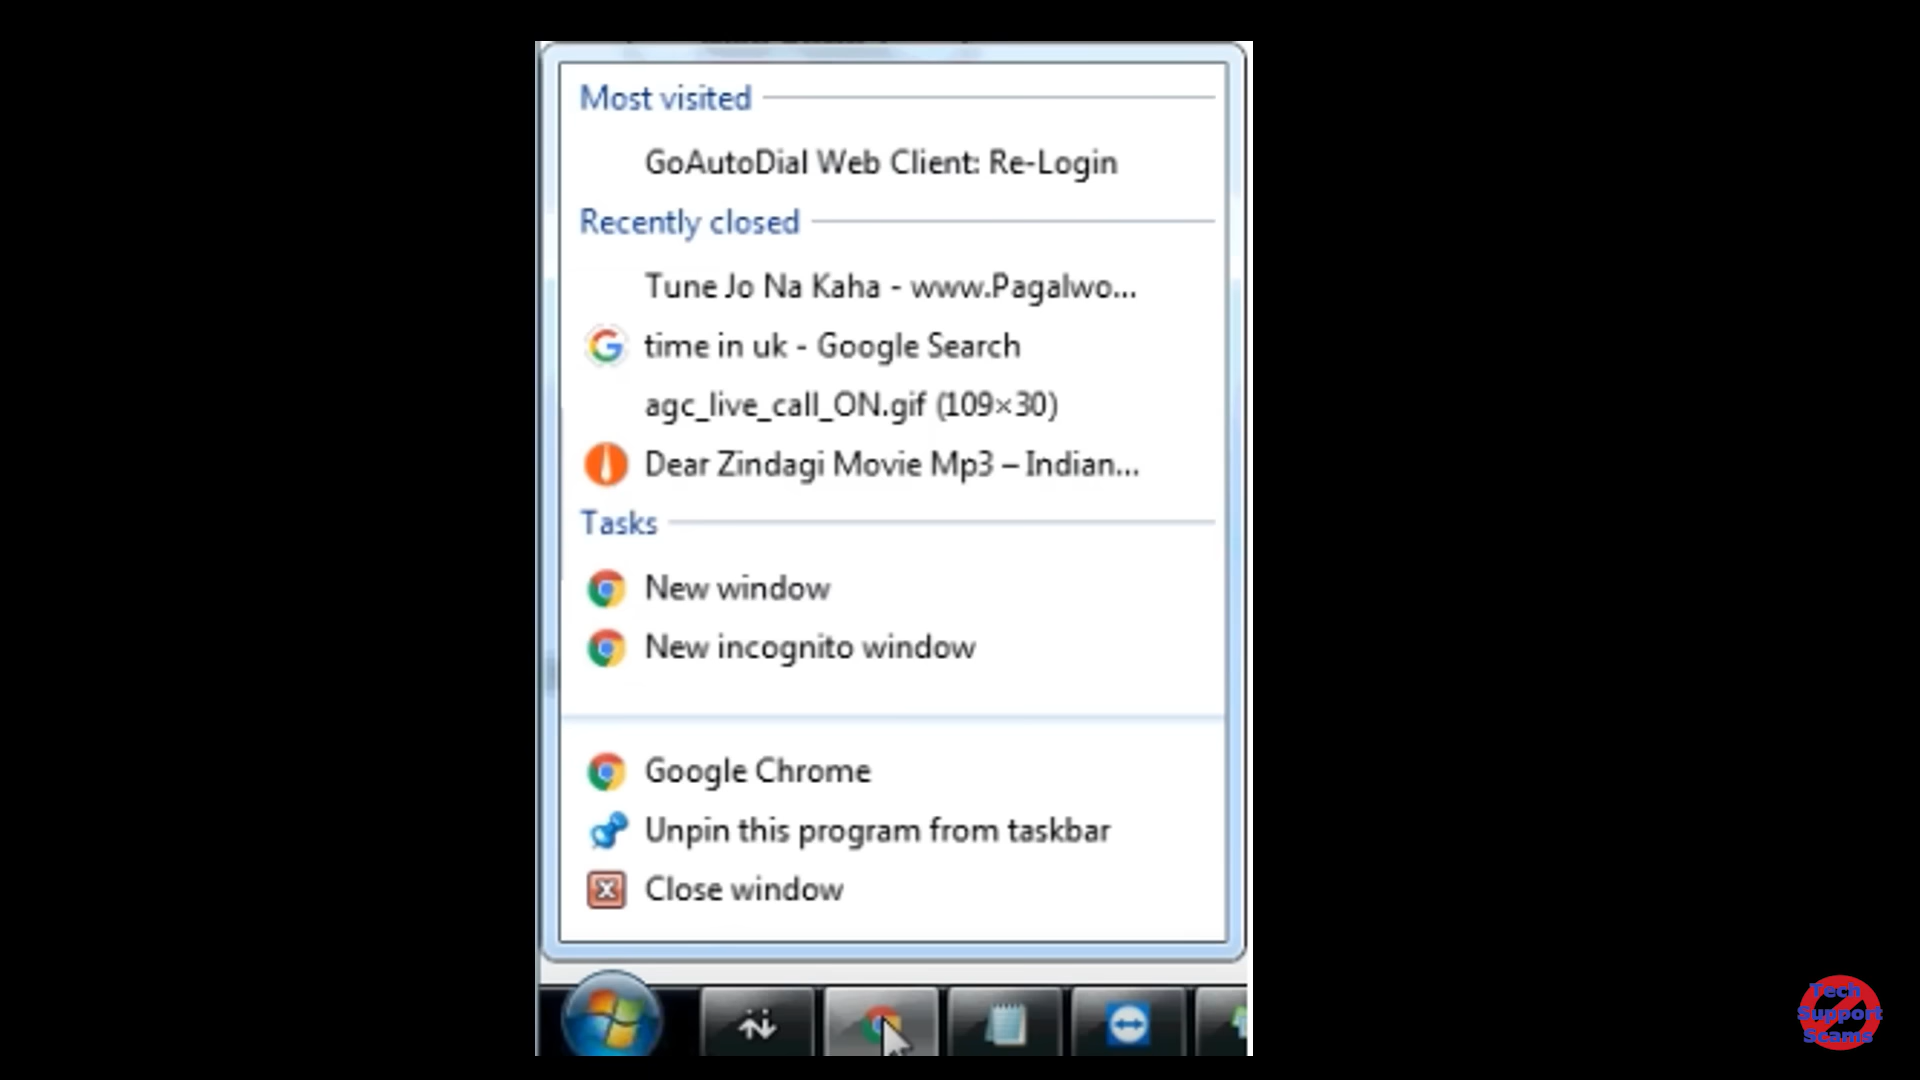 Most visited
GoAutoDial Web Client: Re-Login
Recently closed
Tune Jo Na Kaha - www.Pagalwo...
time in uk - Google Search
agc_live_call_ON.gif (109×30)
Dear Zindagi Movie Mp3 – Indian...
Tasks
New window
New incognito window
Google Chrome
Unpin this program from taskbar
Close window
Tech
Support
Scams